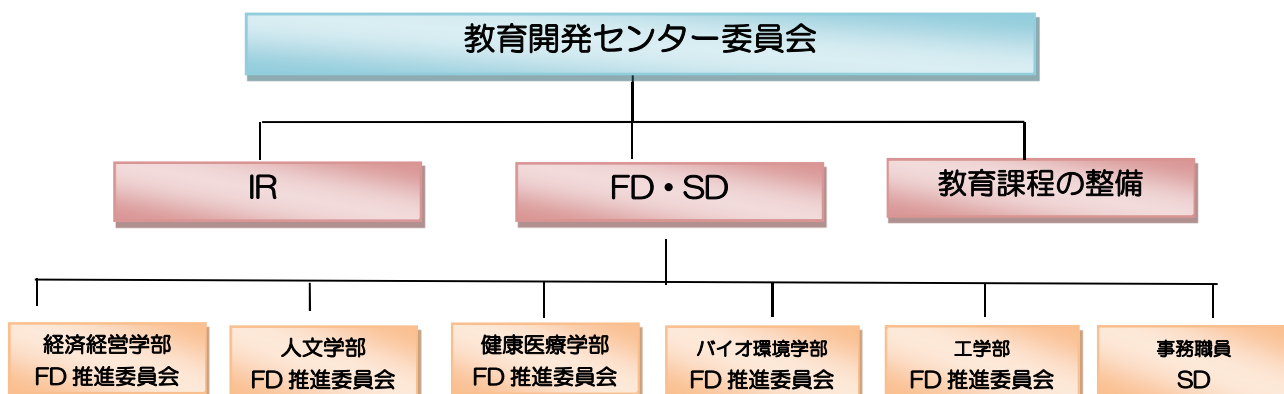 教育開発センター委員会
IR
FD・SD
教育課程の整備
経済経営学部
FD 推進委員会
人文学部
FD 推進委員会
健康医療学部
FD 推進委員会
バイオ環境学部
FD 推進委員会
工学部
FD 推進委員会
事務職員
SD